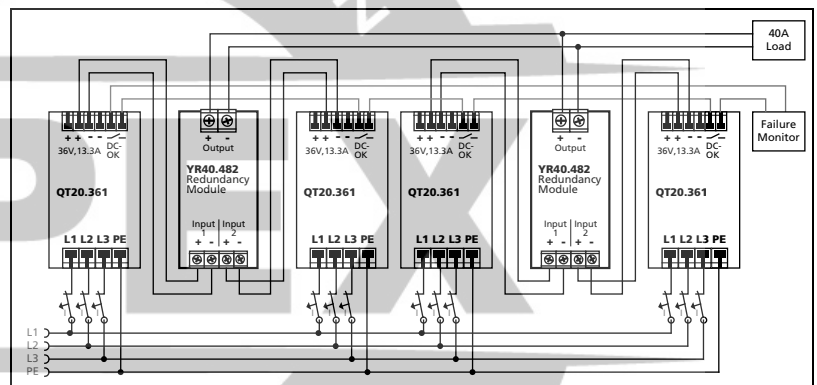 40A
Load
Failure
Monitor
+ + - -
36V,13.3A
DC-
OK
QT20.361
L1 L2 L3 PE
+ -
Output
YR40.482
Redundancy
Module
Input
1
Input
2
+ - + -
+ + - -
36V,13.3A
DC-
OK
QT20.361
L1 L2 L3 PE
+ + - -
36V,13.3A
DC-
OK
QT20.361
L1 L2 L3 PE
+ -
Output
YR40.482
Redundancy
Module
Input
1
Input
2
+ - + -
+ + - -
36V,13.3A
DC-
OK
QT20.361
L1 L2 L3 PE
I
I
I
I
I
I
I
I
I
I
I
I
L1
L2
L3
PE
PEX